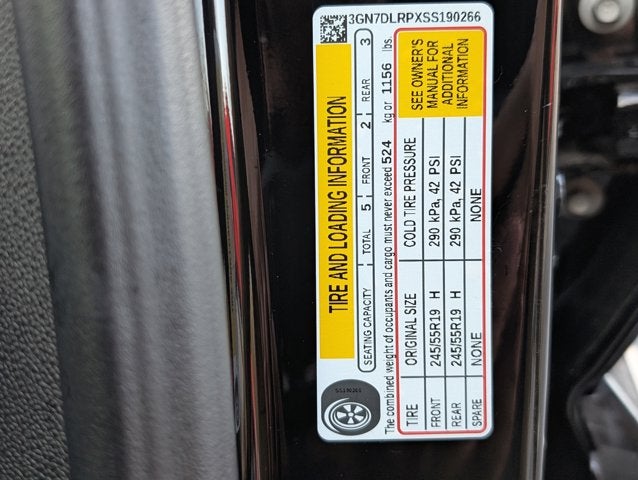 3GN7DLRPXSS190266
TIRE AND LOADING INFORMATION
SEATING CAPACITY TOTAL 5 FRONT 2 REAR 3
The combined weight of occupants and cargo must never exceed 524 kg or 1156 lbs.
TIRE ORIGINAL SIZE COLD TIRE PRESSURE
FRONT 245/55R19 H 290 kPa, 42 PSI
REAR 245/55R19 H 290 kPa, 42 PSI
SPARE NONE NONE
SEE OWNER'S
MANUAL FOR
ADDITIONAL
INFORMATION
SS190266